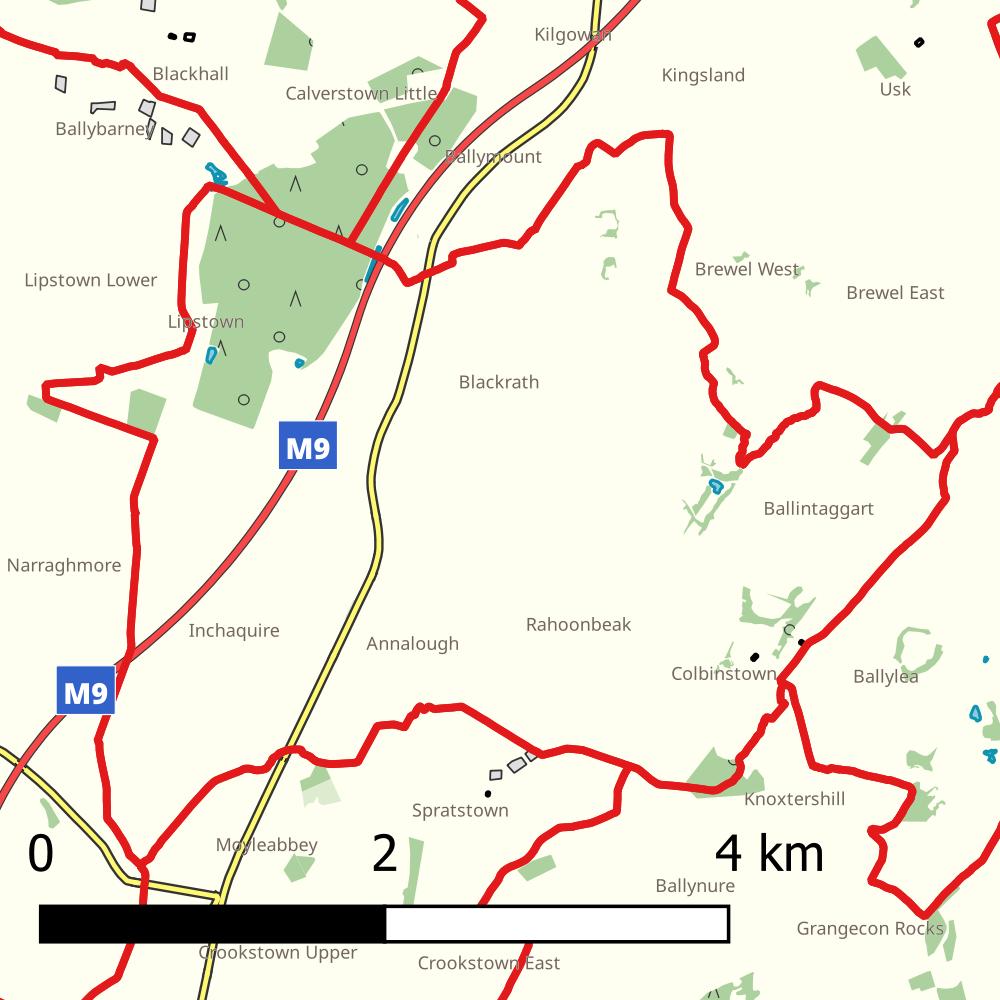 Kilgowan
Blackhall
Kingsland
Usk
Calverstown Little
Ballybarney
Ballymount
Lipstown Lower
Brewel West
Brewel East
Lipstown
Blackrath
M9
Ballintaggart
Narraghmore
Inchaquire
Annalough
Rahoonbeak
Colbinstown
Ballylea
M9
Knoxtershill
Spratstown
Moyleabbey
0 2 4 km
Ballynure
Grangecon Rocks
Crookstown Upper
Crookstown East